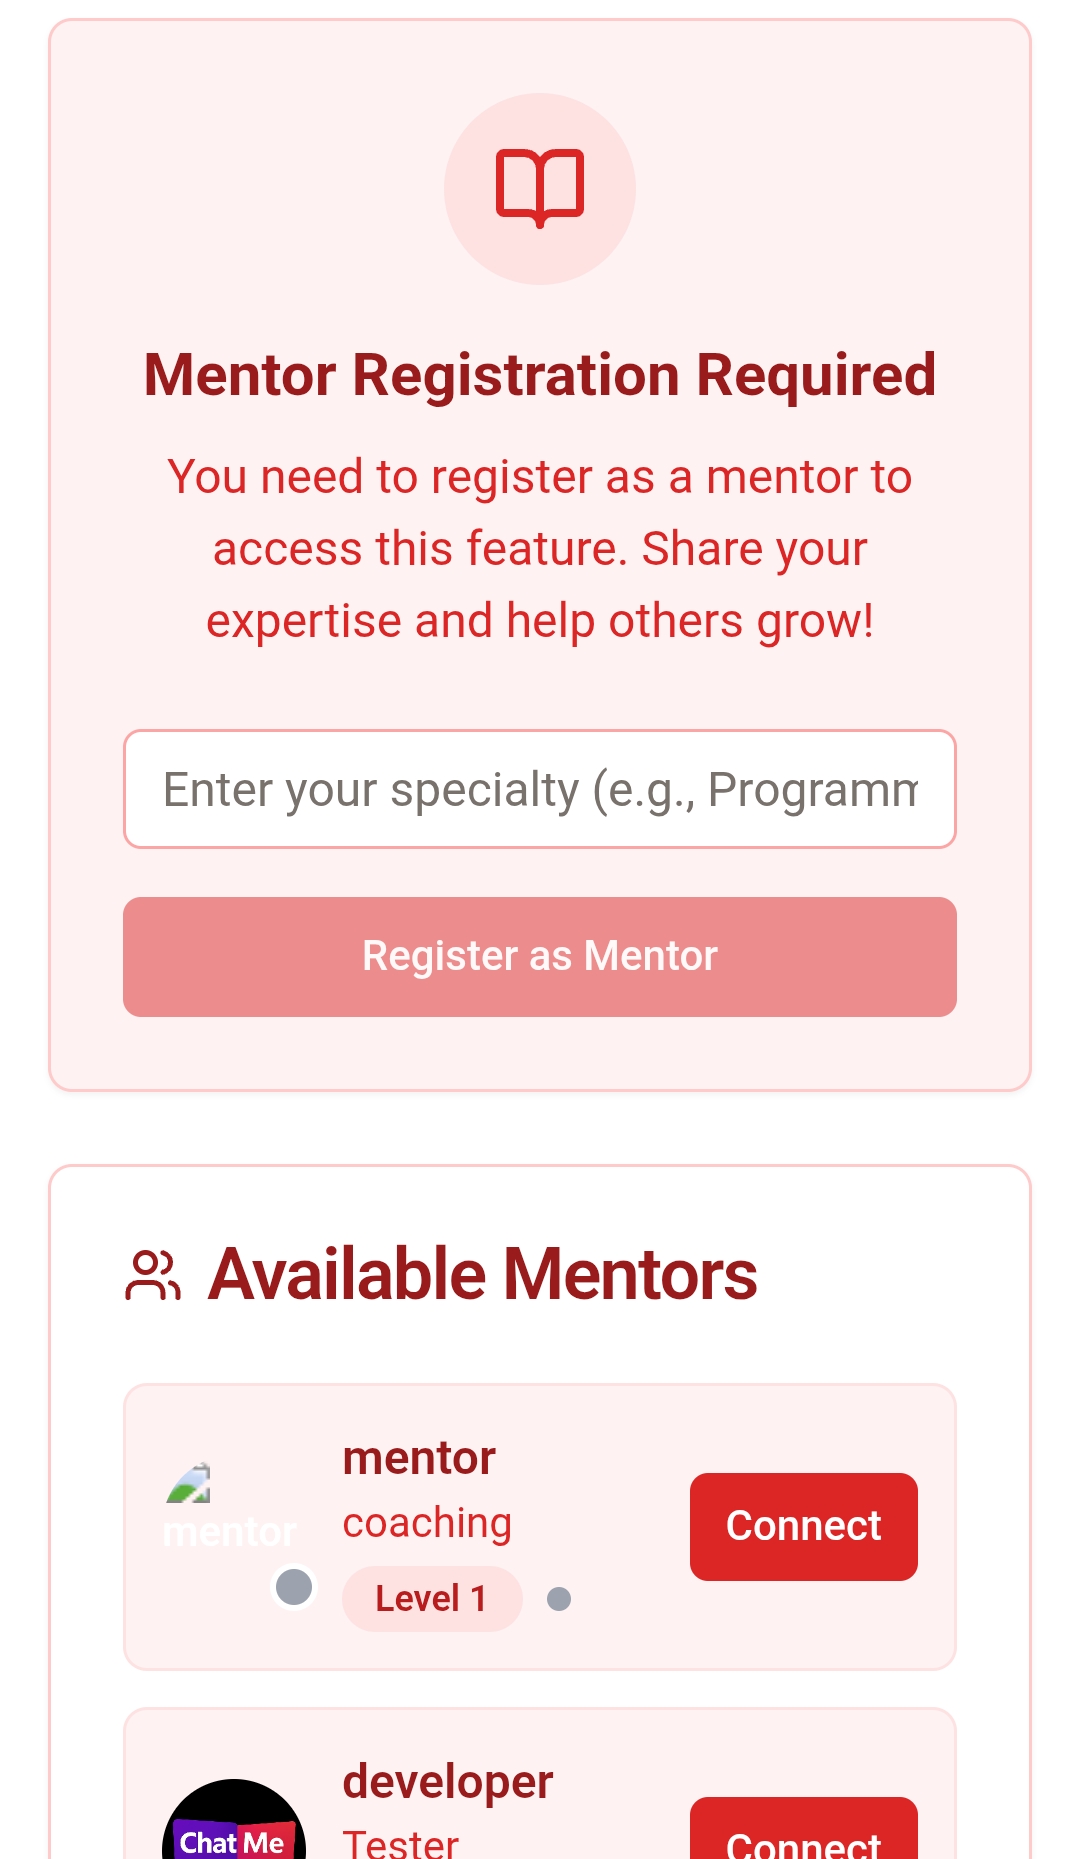 Mentor Registration Required
You need to register as a mentor to
access this feature. Share your
expertise and help others grow!
Enter your specialty (e.g., Programm
Register as Mentor
Available Mentors
mentor
mentor
coaching
Level 1
Connect
Chat Me
developer
Tester
Connect